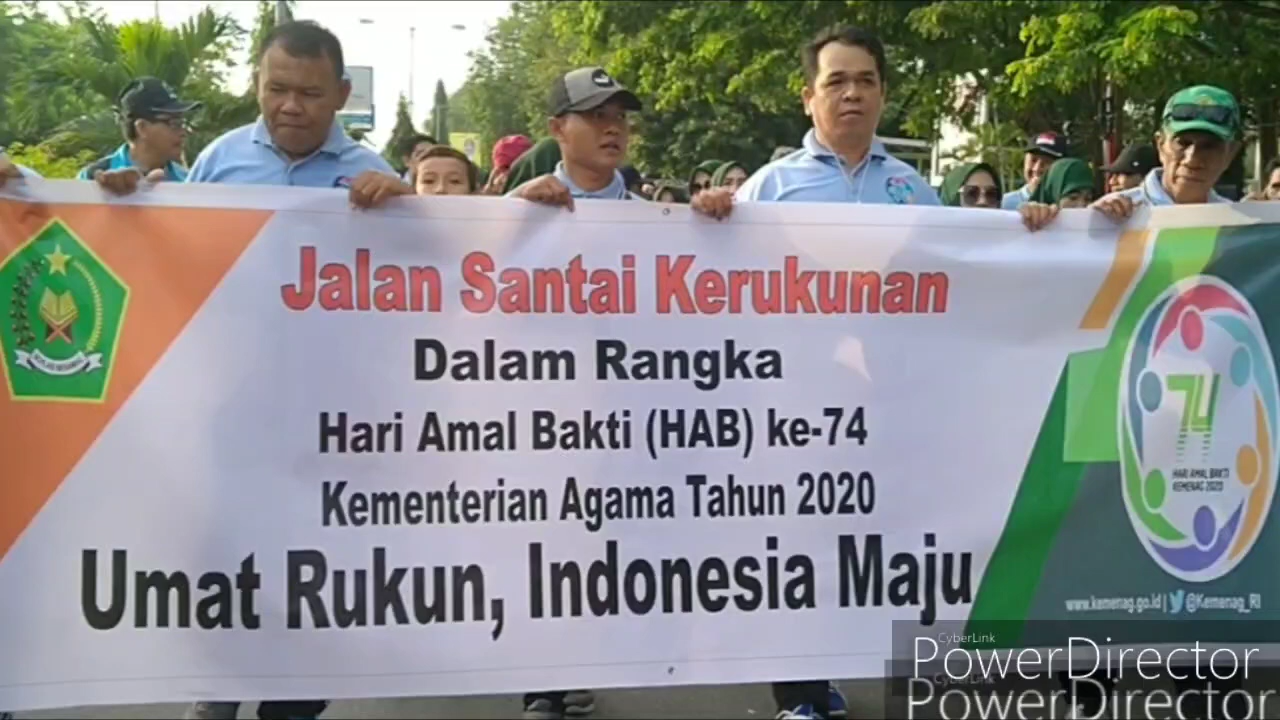 Jalan Santai Kerukunan
Dalam Rangka
Hari Amal Bakti (HAB) ke-74
Kementerian Agama Tahun 2020
Umat Rukun, Indonesia Maju
74
HARI AMAL BAKTI
KEMENAG 2020
www.kemenag.go.id | @Kemenag_RI
CyberLink
PowerDirector
CyberLink
PowerDirector